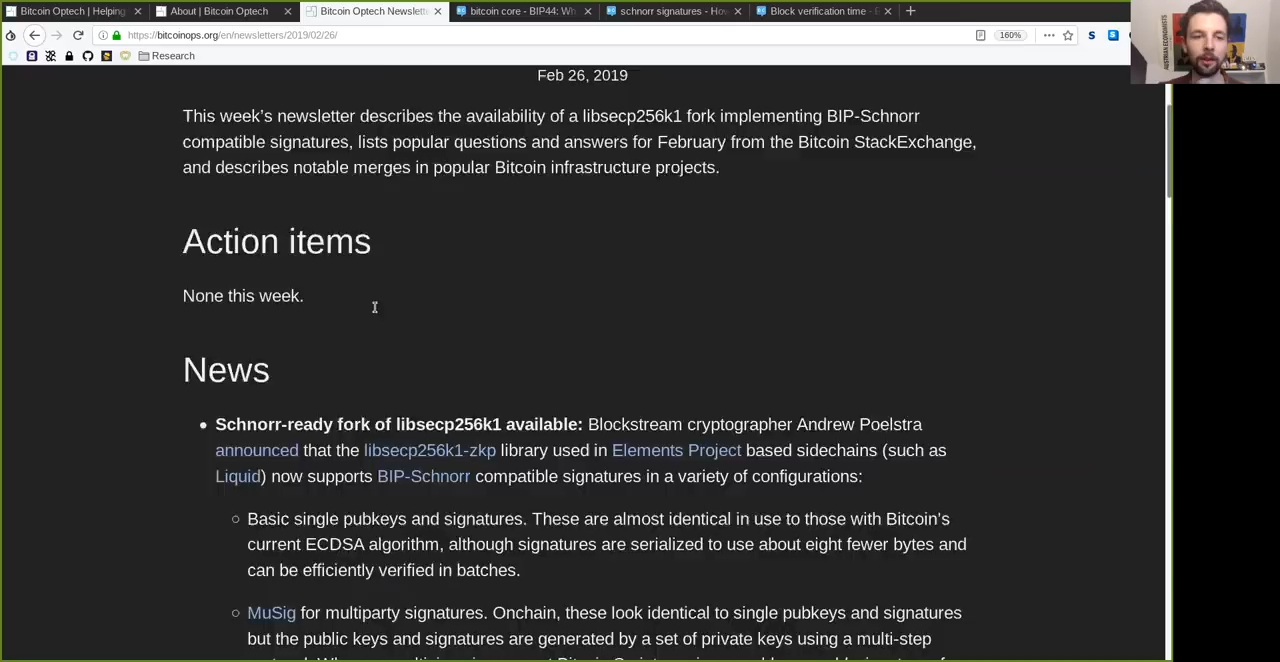 Bitcoin Optech | Helping
About | Bitcoin Optech
Bitcoin Optech Newslette
bitcoin core - BIP44: Wh
schnorr signatures - How
Block verification time -
https://bitcoinops.org/en/newsletters/2019/02/26/
160%
Research
AUSTRIAN ECONOMISTS
Feb 26, 2019
This week's newsletter describes the availability of a libsecp256k1 fork implementing BIP-Schnorr
compatible signatures, lists popular questions and answers for February from the Bitcoin StackExchange,
and describes notable merges in popular Bitcoin infrastructure projects.
Action items
None this week.
News
Schnorr-ready fork of libsecp256k1 available: Blockstream cryptographer Andrew Poelstra
announced that the libsecp256k1-zkp library used in Elements Project based sidechains (such as
Liquid) now supports BIP-Schnorr compatible signatures in a variety of configurations:
Basic single pubkeys and signatures. These are almost identical in use to those with Bitcoin's
current ECDSA algorithm, although signatures are serialized to use about eight fewer bytes and
can be efficiently verified in batches.
MuSig for multiparty signatures. Onchain, these look identical to single pubkeys and signatures
but the public keys and signatures are generated by a set of private keys using a multi-step